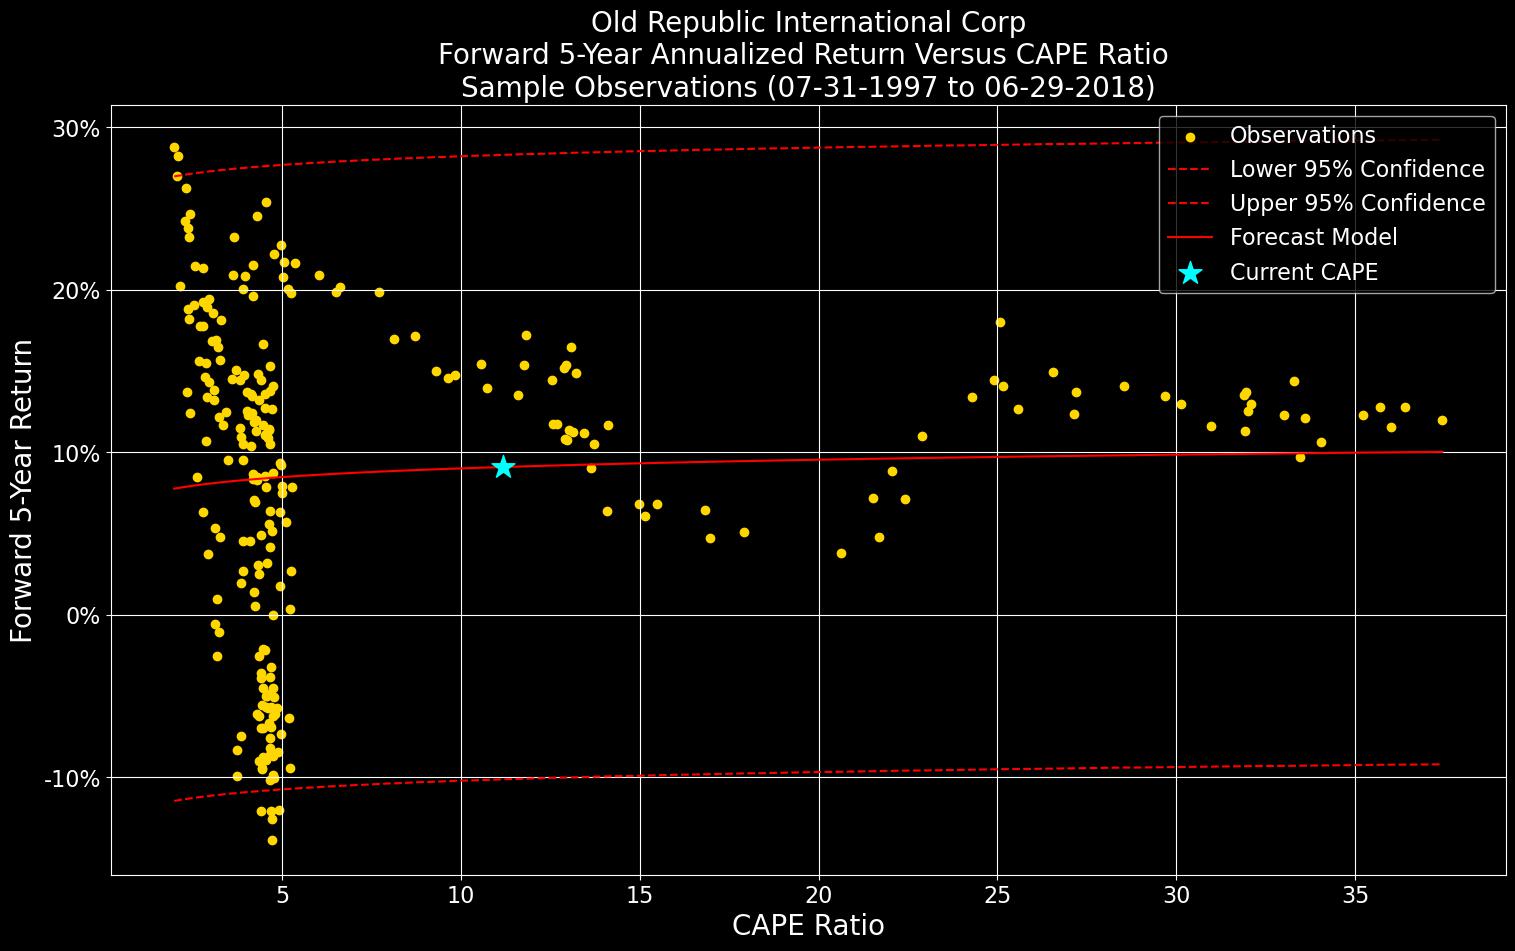 Old Republic International Corp
Forward 5-Year Annualized Return Versus CAPE Ratio
Sample Observations (07-31-1997 to 06-29-2018)
Observations
Lower 95% Confidence
Upper 95% Confidence
Forecast Model
Current CAPE
Forward 5-Year Return
30%
20%
10%
0%
-10%
5 10 15 20 25 30 35
CAPE Ratio